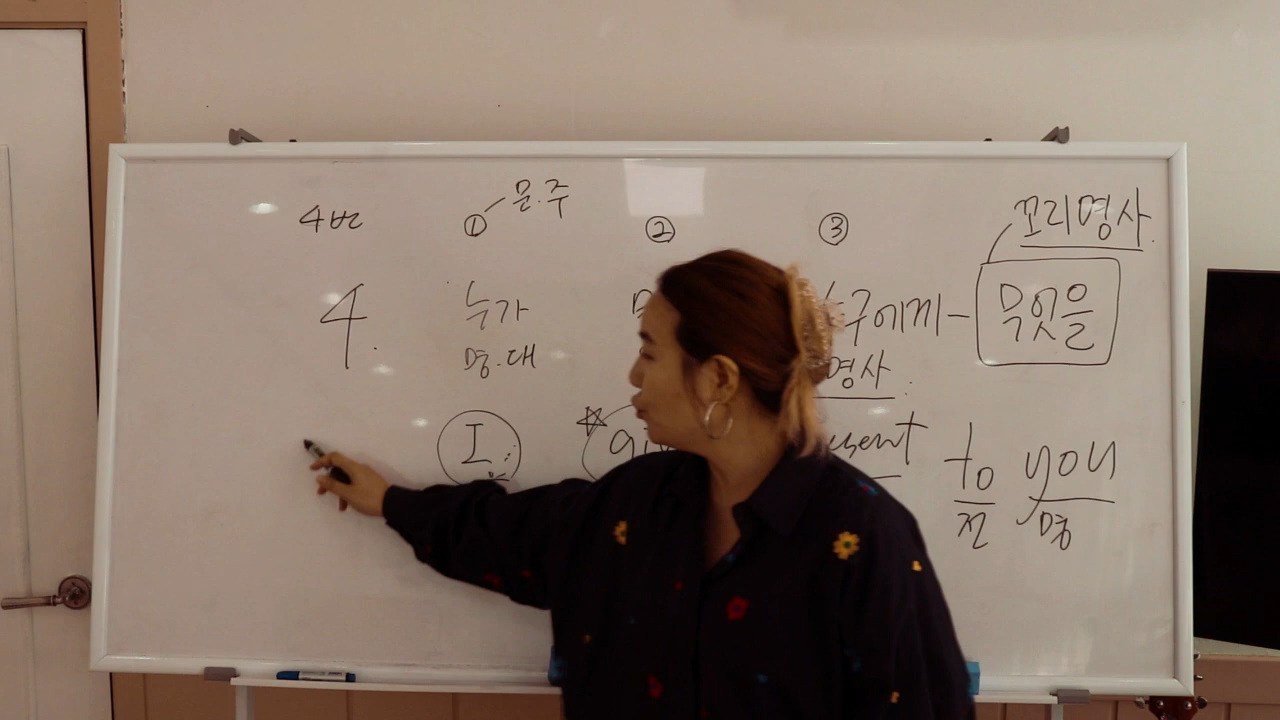 4번 ① 문.주 ② ③ 꼬리명사.
4. 누가 구에게 - 무엇을
명.대 명사.
I to you
전 명